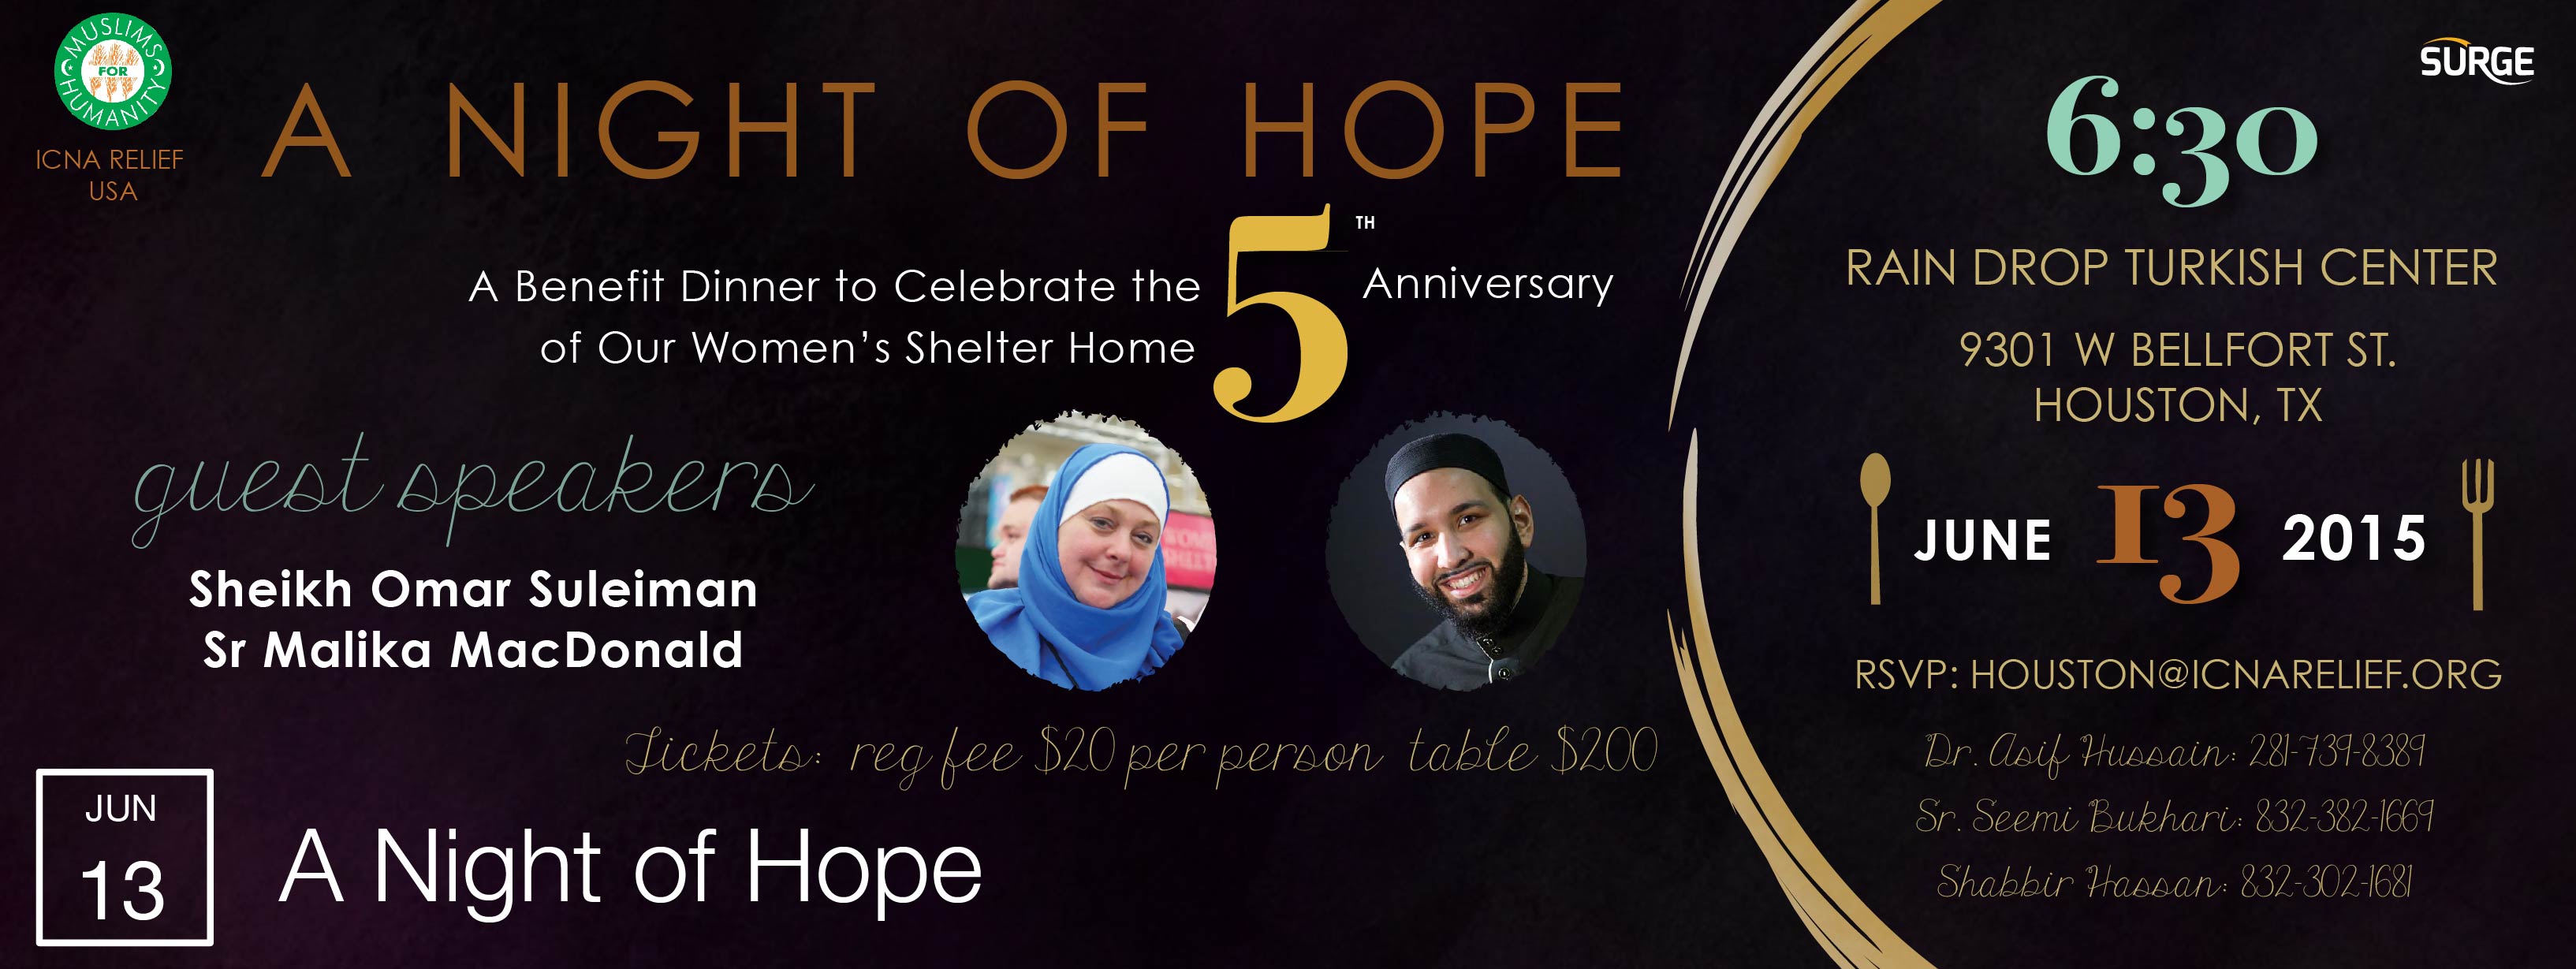 MUSLIMS
FOR
HUMANITY
ICNA RELIEF
USA
A NIGHT OF HOPE
A Benefit Dinner to Celebrate the 5TH Anniversary
of Our Women's Shelter Home
guest speakers
Sheikh Omar Suleiman
Sr Malika MacDonald
Tickets: reg fee $20 per person table $200
JUN
13
A Night of Hope
SURGE
6:30
RAIN DROP TURKISH CENTER
9301 W BELLFORT ST.
HOUSTON, TX
JUNE 13 2015
RSVP: HOUSTON@ICNARELIEF.ORG
Dr. Asif Hussain: 281-739-8389
Sr. Seemi Bukhari: 832-382-1669
Shabbir Hassan: 832-302-1681